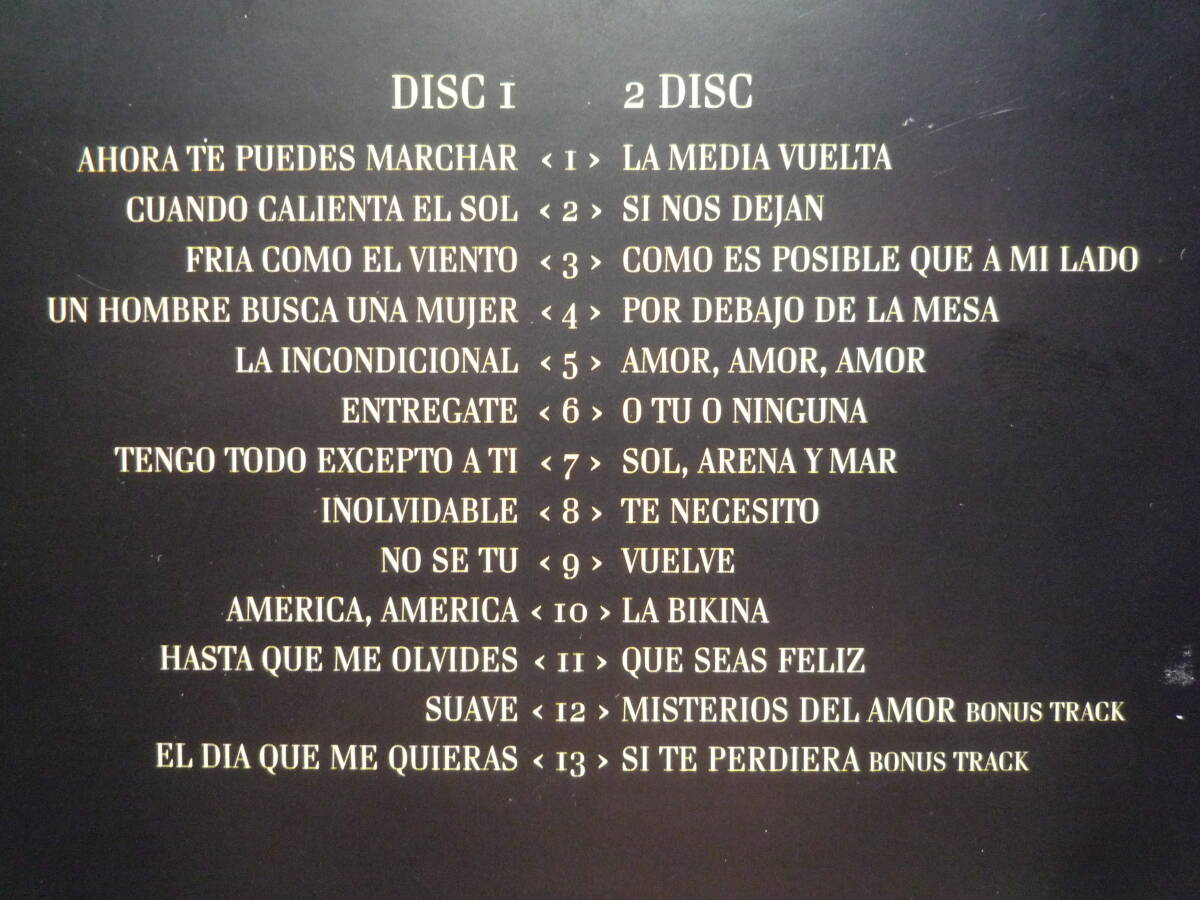 DISC 1 2 DISC
AHORA TE PUEDES MARCHAR < 1 > LA MEDIA VUELTA
CUANDO CALIENTA EL SOL < 2 > SI NOS DEJAN
FRIA COMO EL VIENTO < 3 > COMO ES POSIBLE QUE A MI LADO
UN HOMBRE BUSCA UNA MUJER < 4 > POR DEBAJO DE LA MESA
LA INCONDICIONAL < 5 > AMOR, AMOR, AMOR
ENTREGATE < 6 > O TU O NINGUNA
TENGO TODO EXCEPTO A TI < 7 > SOL, ARENA Y MAR
INOLVIDABLE < 8 > TE NECESITO
NO SE TU < 9 > VUELVE
AMERICA, AMERICA < 10 > LA BIKINA
HASTA QUE ME OLVIDES < 11 > QUE SEAS FELIZ
SUAVE < 12 > MISTERIOS DEL AMOR BONUS TRACK
EL DIA QUE ME QUIERAS < 13 > SI TE PERDIERA BONUS TRACK